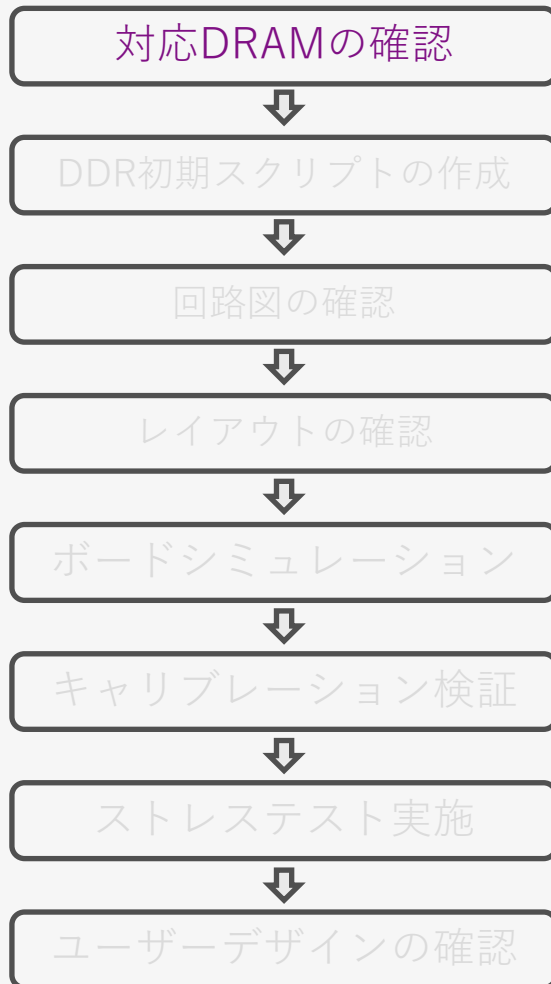 対応DRAMの確認
DDR初期スクリプトの作成
回路図の確認
レイアウトの確認
ボードシミュレーション
キャリブレーション検証
ストレステスト実施
ユーザーデザインの確認